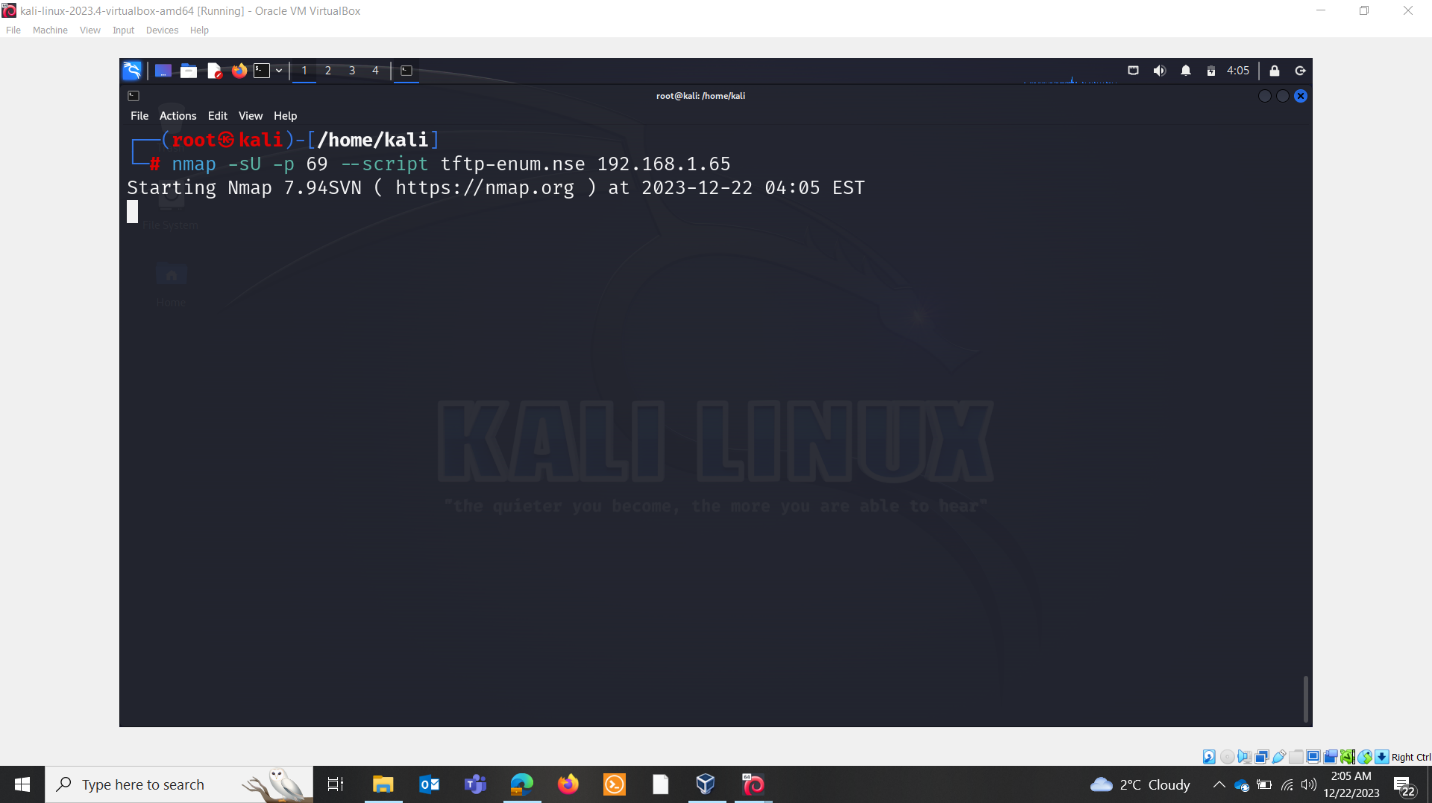 kali-linux-2023.4-virtualbox-amd64 [Running] - Oracle VM VirtualBox
File Machine View Input Devices Help
1 2 3 4
4:05
root@kali: /home/kali
File Actions Edit View Help
(root㉿kali)-[/home/kali]
# nmap -sU -p 69 --script tftp-enum.nse 192.168.1.65
Starting Nmap 7.94SVN ( https://nmap.org ) at 2023-12-22 04:05 EST
File System
Home
KALI LINUX
"the quieter you become, the more you are able to hear"
Right Ctrl
Type here to search
2°C Cloudy
2:05 AM
12/22/2023
22